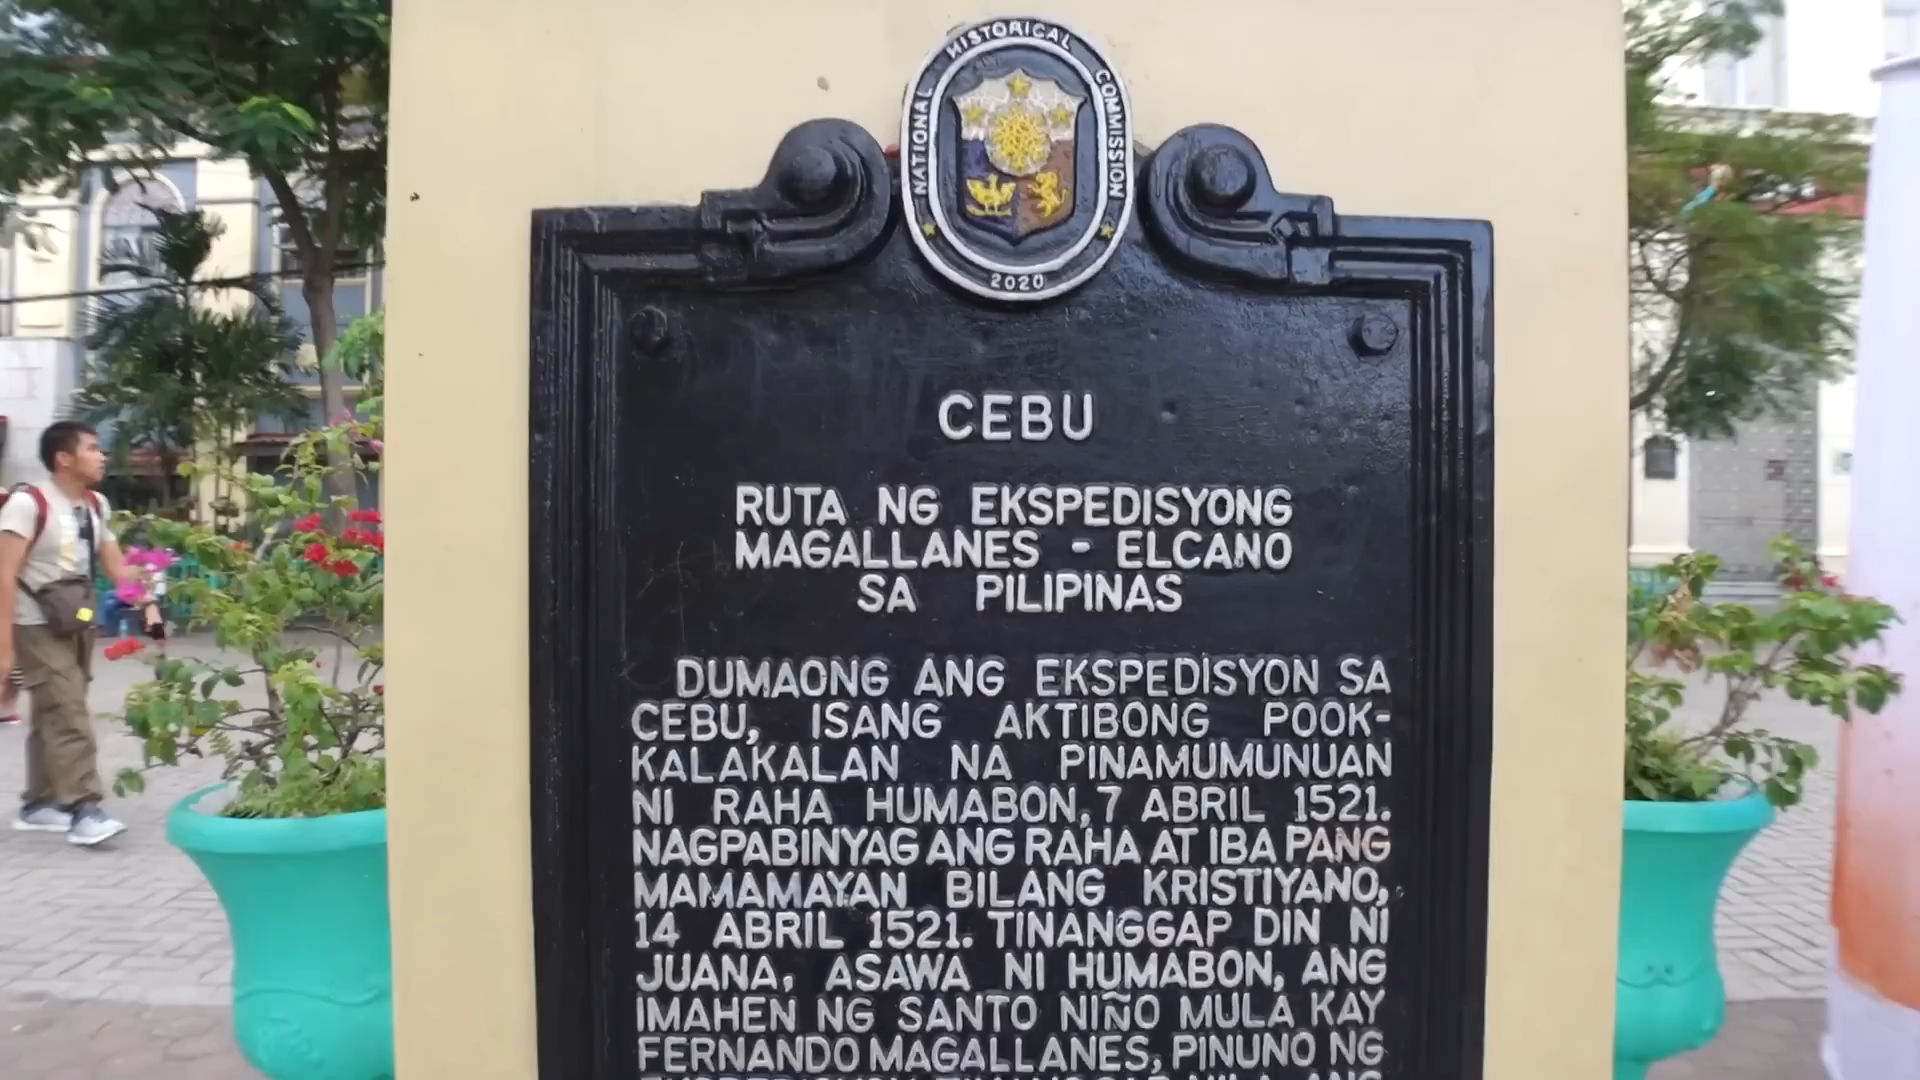 NATIONAL HISTORICAL COMMISSION
2020
CEBU
RUTA NG EKSPEDISYONG
MAGALLANES - ELCANO
SA PILIPINAS
DUMAONG ANG EKSPEDISYON SA
CEBU, ISANG AKTIBONG POOK-
KALAKALAN NA PINAMUMUNUAN
NI RAHA HUMABON, 7 ABRIL 1521.
NAGPABINYAG ANG RAHA AT IBA PANG
MAMAMAYAN BILANG KRISTIYANO,
14 ABRIL 1521. TINANGGAP DIN NI
JUANA, ASAWA NI HUMABON, ANG
IMAHEN NG SANTO NIÑO MULA KAY
FERNANDO MAGALLANES, PINUNO NG